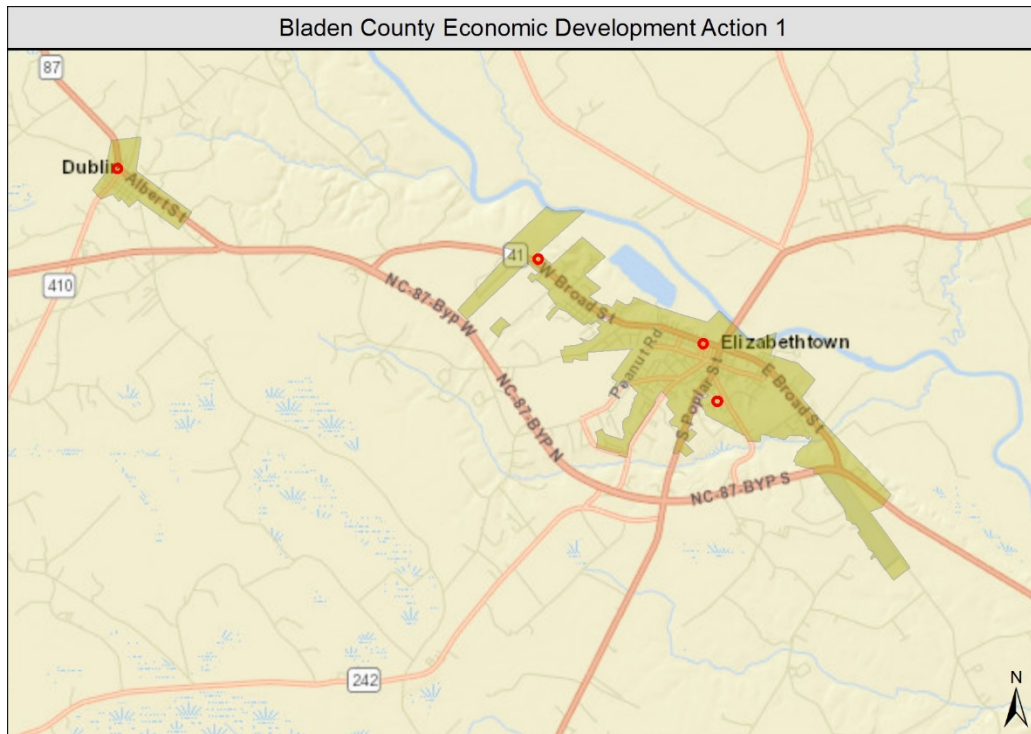 Bladen County Economic Development Action 1
87
Dublin
Albert St
41
W Broad St
410
NC-87-Byp W
Peanut Rd
Elizabethtown
S Poplar St
E Broad St
NC-87-BYP N
NC-87-BYP S
242
N